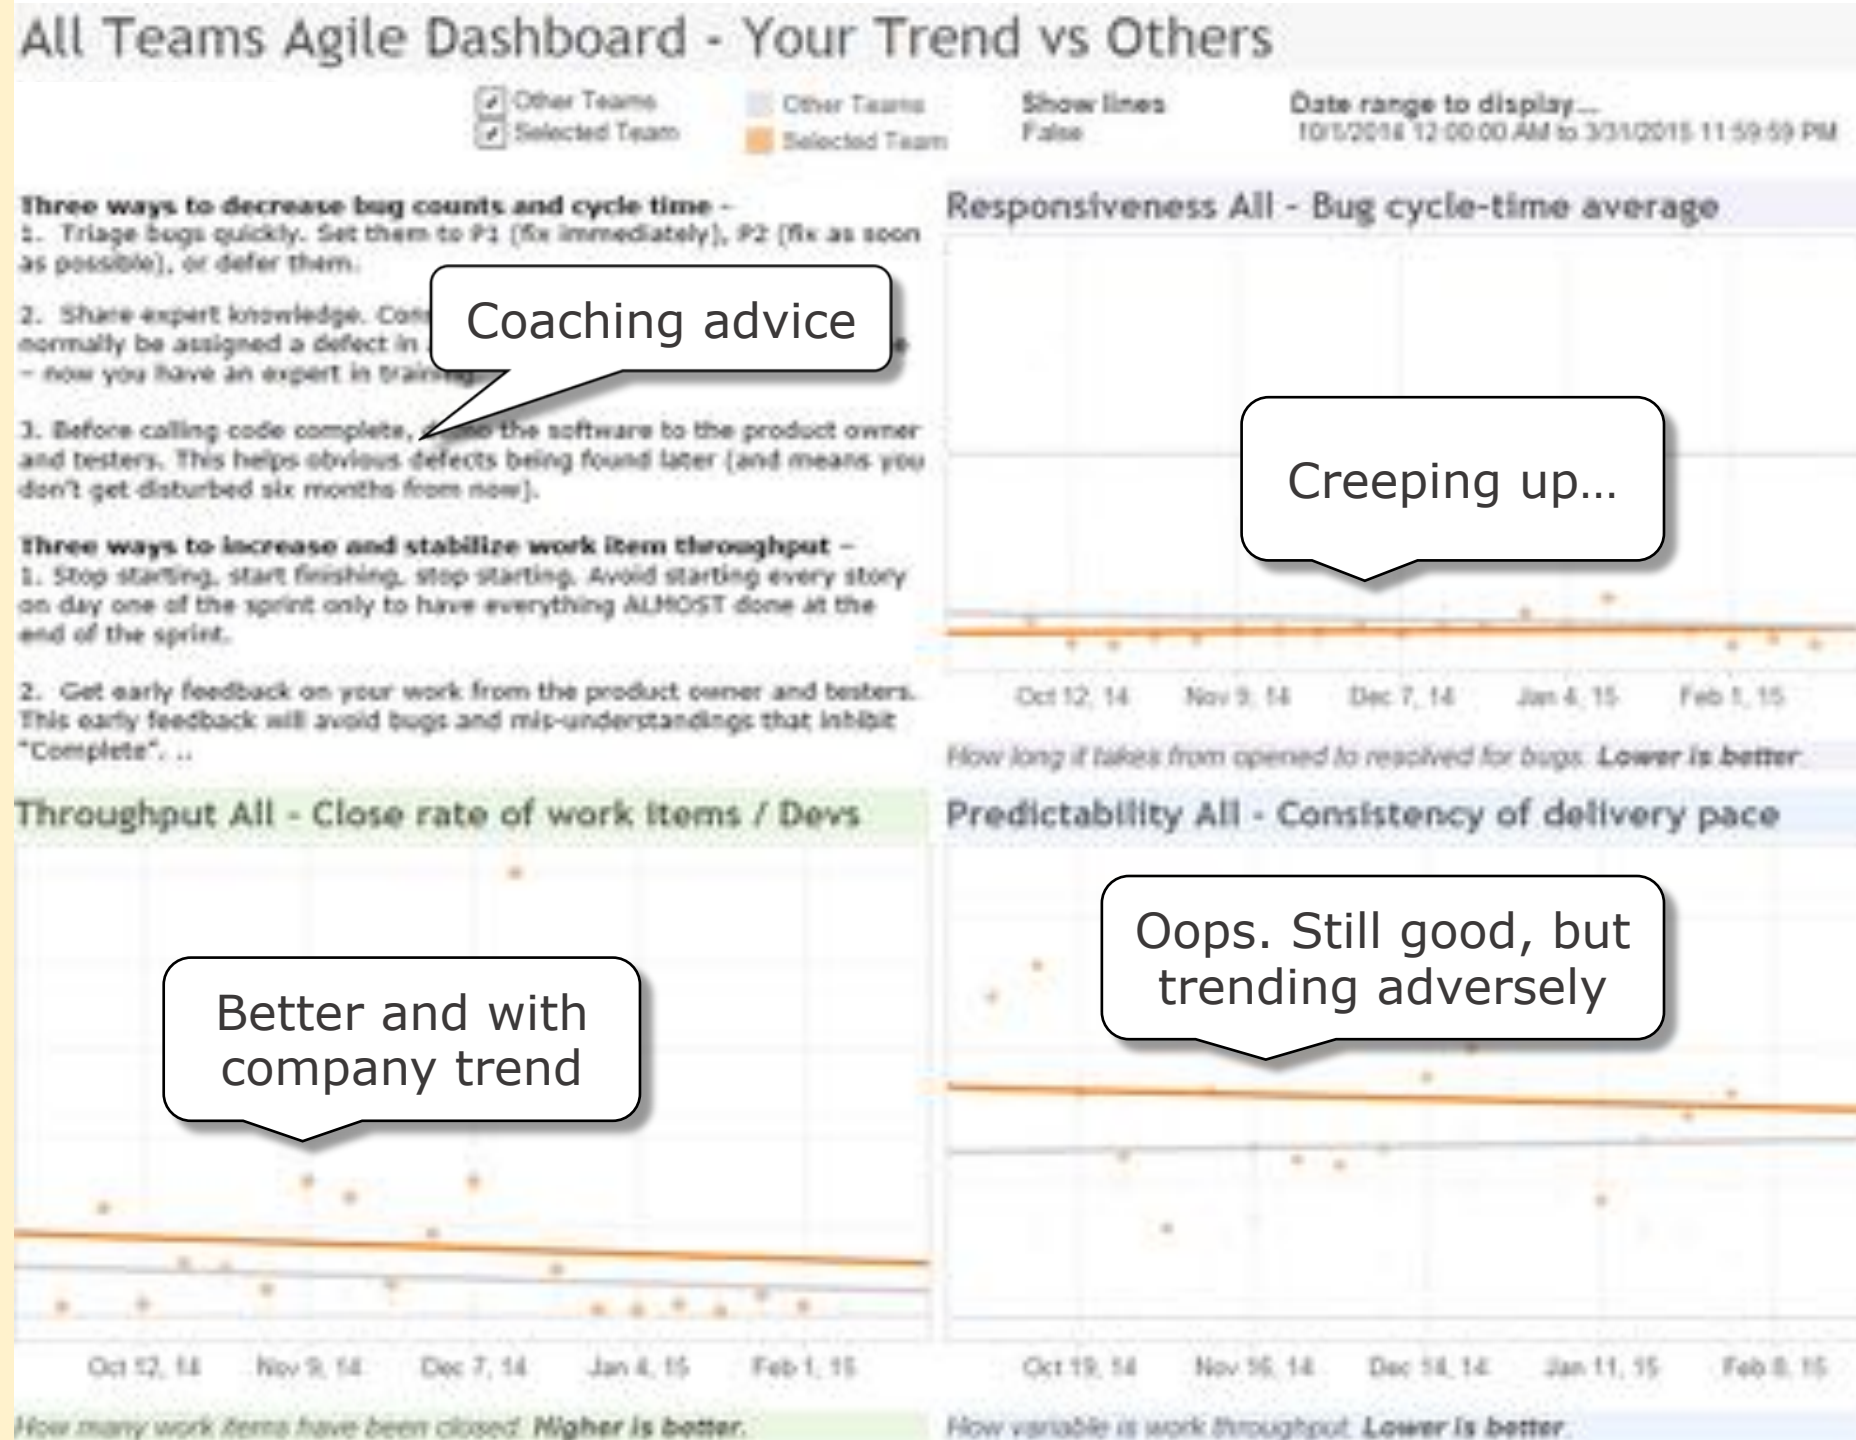 All Teams Agile Dashboard - Your Trend vs Others
Other Teams
Selected Team
Other Teams
Selected Team
Show lines
False
Date range to display...
10/1/2014 12:00:00 AM to 3/31/2015 11:59:59 PM
Three ways to decrease bug counts and cycle time -
1. Triage bugs quickly. Set them to P1 (fix immediately), P2 (fix as soon
as possible), or defer them.
2. Share expert knowledge.
normally be assigned a defect in
– now you have an expert in training
Coaching advice
3. Before calling code complete, the software to the product owner
and testers. This helps obvious defects being found later (and means you
don't get disturbed six months from now).
Three ways to increase and stabilize work item throughput –
1. Stop starting, start finishing, stop starting. Avoid starting every story
on day one of the sprint only to have everything ALMOST done at the
end of the sprint.
2. Get early feedback on your work from the product owner and testers.
This early feedback will avoid bugs and mis-understandings that inhibit
"Complete". ..
Responsiveness All - Bug cycle-time average
Creeping up...
Oct 12, 14
Nov 9, 14
Dec 7, 14
Jan 4, 15
Feb 1, 15
How long it takes from opened to resolved for bugs. Lower is better.
Throughput All - Close rate of work items / Devs
Better and with
company trend
Oct 12, 14
Nov 9, 14
Dec 7, 14
Jan 4, 15
Feb 1, 15
How many work items have been closed. Higher is better.
Predictability All - Consistency of delivery pace
Oops. Still good, but
trending adversely
Oct 19, 14
Nov 16, 14
Dec 14, 14
Jan 11, 15
Feb 8, 15
How variable is work throughput. Lower is better.